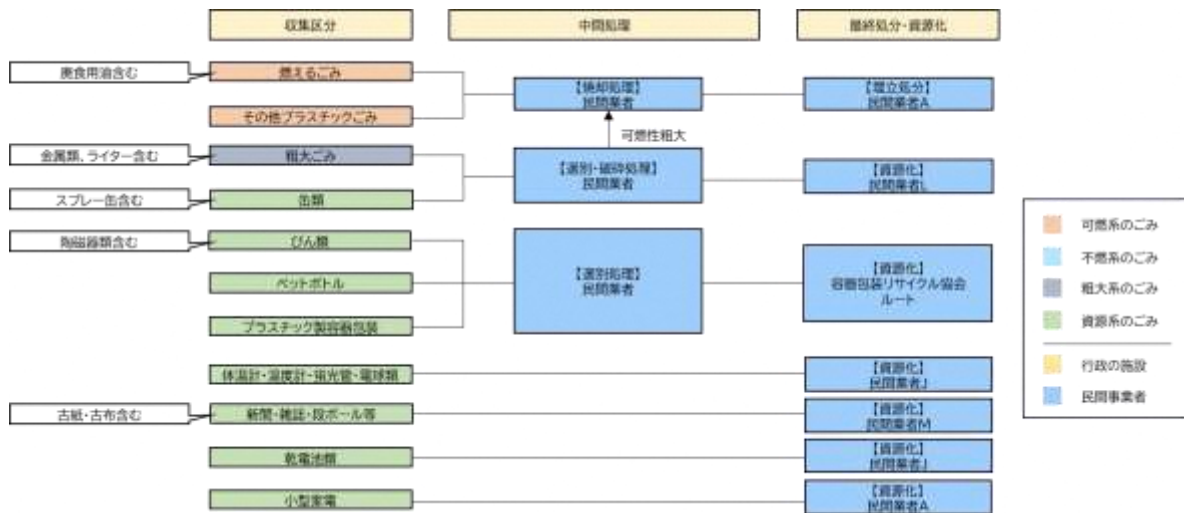 収集区分
中間処理
最終処分・資源化
廃食用油含む
燃えるごみ
その他プラスチックごみ
【焼却処理】
民間業者
【埋立処分】
民間業者A
可燃性粗大
金属類、ライター含む
粗大ごみ
スプレー缶含む
缶類
【選別・破砕処理】
民間業者
【資源化】
民間業者L
陶磁器類含む
びん類
ペットボトル
プラスチック製容器包装
【選別処理】
民間業者
【資源化】
容器包装リサイクル協会
ルート
体温計・温度計・蛍光管・電球類
【資源化】
民間業者J
古紙・古布含む
新聞・雑誌・段ボール等
【資源化】
民間業者M
乾電池類
【資源化】
民間業者J
小型家電
【資源化】
民間業者A
可燃系のごみ
不燃系のごみ
粗大系のごみ
資源系のごみ
行政の施設
民間事業者